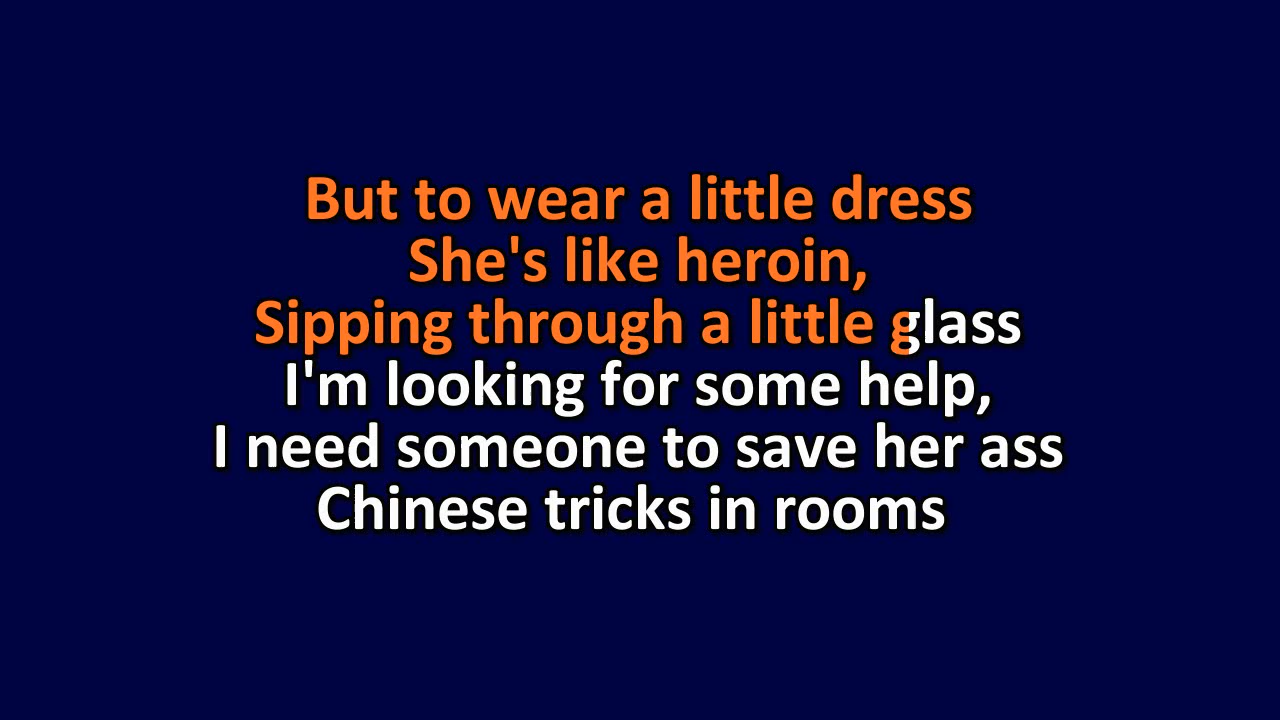 But to wear a little dress
She's like heroin,
Sipping through a little glass
I'm looking for some help,
I need someone to save her ass
Chinese tricks in rooms